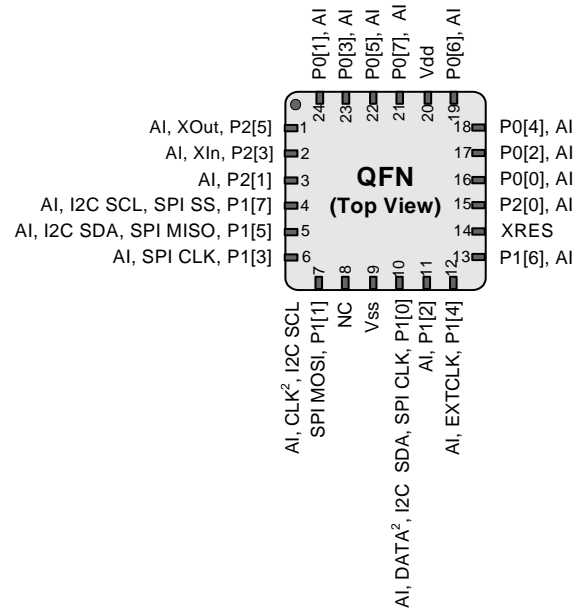 P0[1], AI
P0[3], AI
P0[5], AI
P0[7], AI
Vdd
P0[6], AI
24
23
22
21
20
19
AI, XOut, P2[5]
1
18
P0[4], AI
AI, XIn, P2[3]
2
17
P0[2], AI
AI, P2[1]
3
QFN
16
P0[0], AI
AI, I2C SCL, SPI SS, P1[7]
4
(Top View)
15
P2[0], AI
AI, I2C SDA, SPI MISO, P1[5]
5
14
XRES
AI, SPI CLK, P1[3]
6
13
P1[6], AI
7
8
9
10
11
12
AI, CLK², I2C SCL
SPI MOSI, P1[1]
NC
Vss
AI, DATA², I2C SDA, SPI CLK, P1[0]
AI, P1[2]
AI, EXTCLK, P1[4]